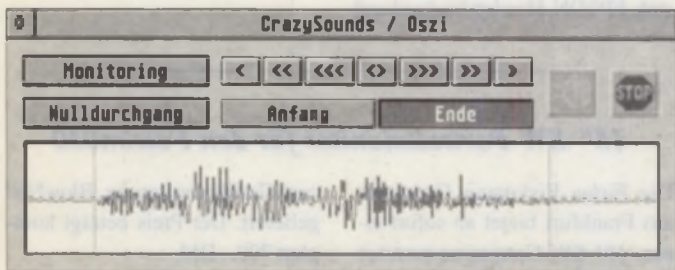 CrazySounds / Oszi
Monitoring < << <<< <> >>> >> >
STOP
Nulldurchgang Anfang Ende